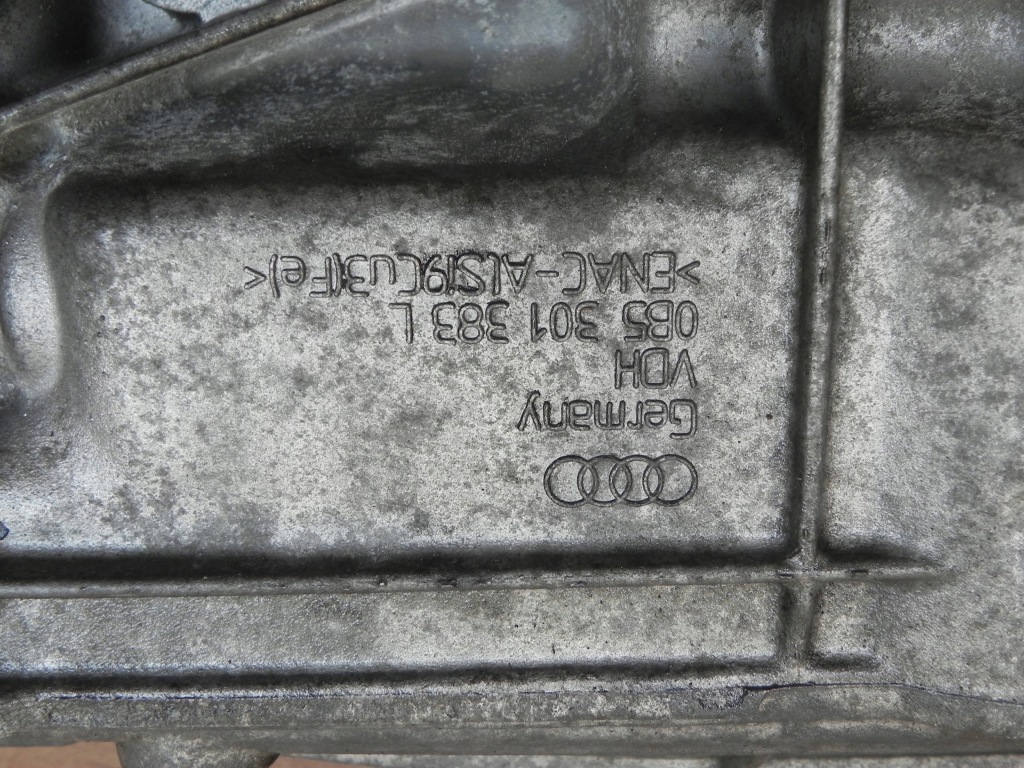 Germany
VDH
0B5 301 383 L
>ENAC-AlSi9Cu3(Fe)<